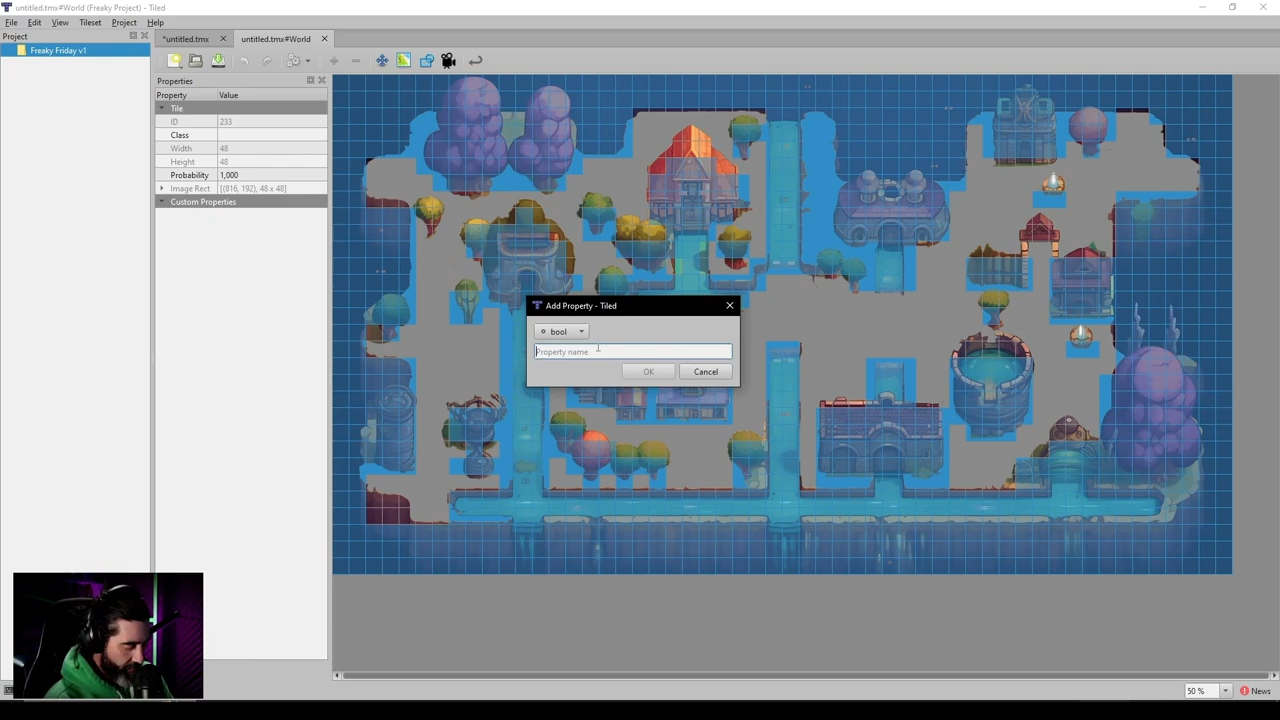 untitled.tmx#World (Freaky Project) - Tiled
File Edit View Tileset Project Help
Project
Freaky Friday v1
*untitled.tmx
untitled.tmx#World
Properties
Property Value
Tile
ID 233
Class
Width 48
Height 48
Probability 1,000
Image Rect [(816, 192), 48 x 48]
Custom Properties
Add Property - Tiled
bool
Property name
OK Cancel
50 %
News